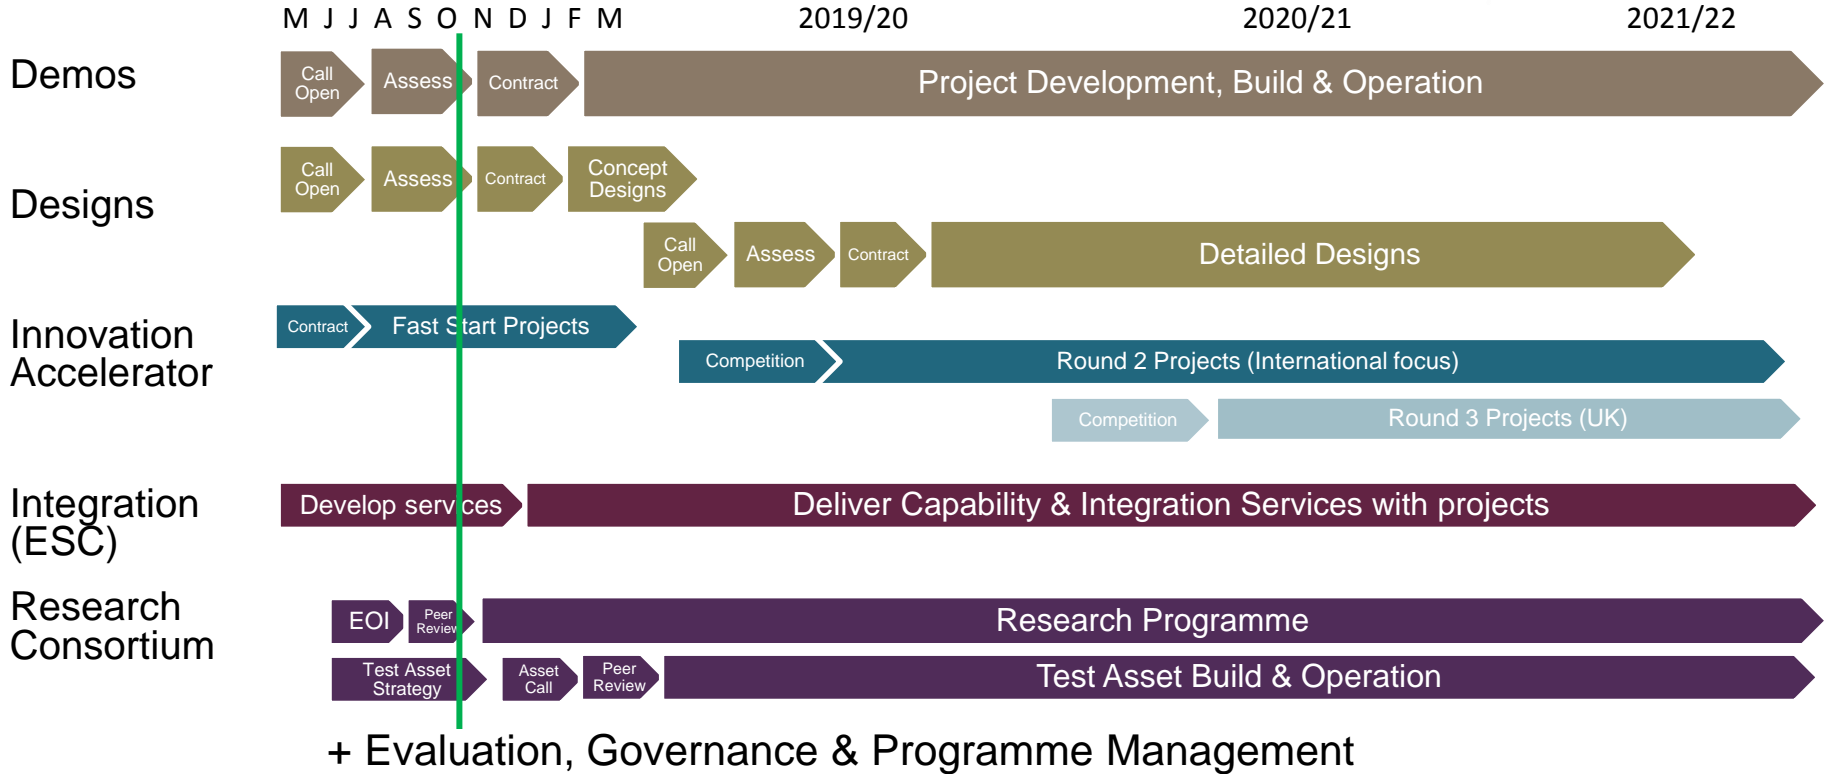 M J J A S O N D J F M 2019/20 2020/21 2021/22
Demos
Call
Open
Assess
Contract
Project Development, Build & Operation
Designs
Call
Open
Assess
Contract
Concept
Designs
Call
Open
Assess
Contract
Detailed Designs
Innovation
Accelerator
Contract
Fast Start Projects
Competition
Round 2 Projects (International focus)
Competition
Round 3 Projects (UK)
Integration
(ESC)
Develop services
Deliver Capability & Integration Services with projects
Research
Consortium
EOI
Peer
Review
Research Programme
Test Asset
Strategy
Asset
Call
Peer
Review
Test Asset Build & Operation
+ Evaluation, Governance & Programme Management